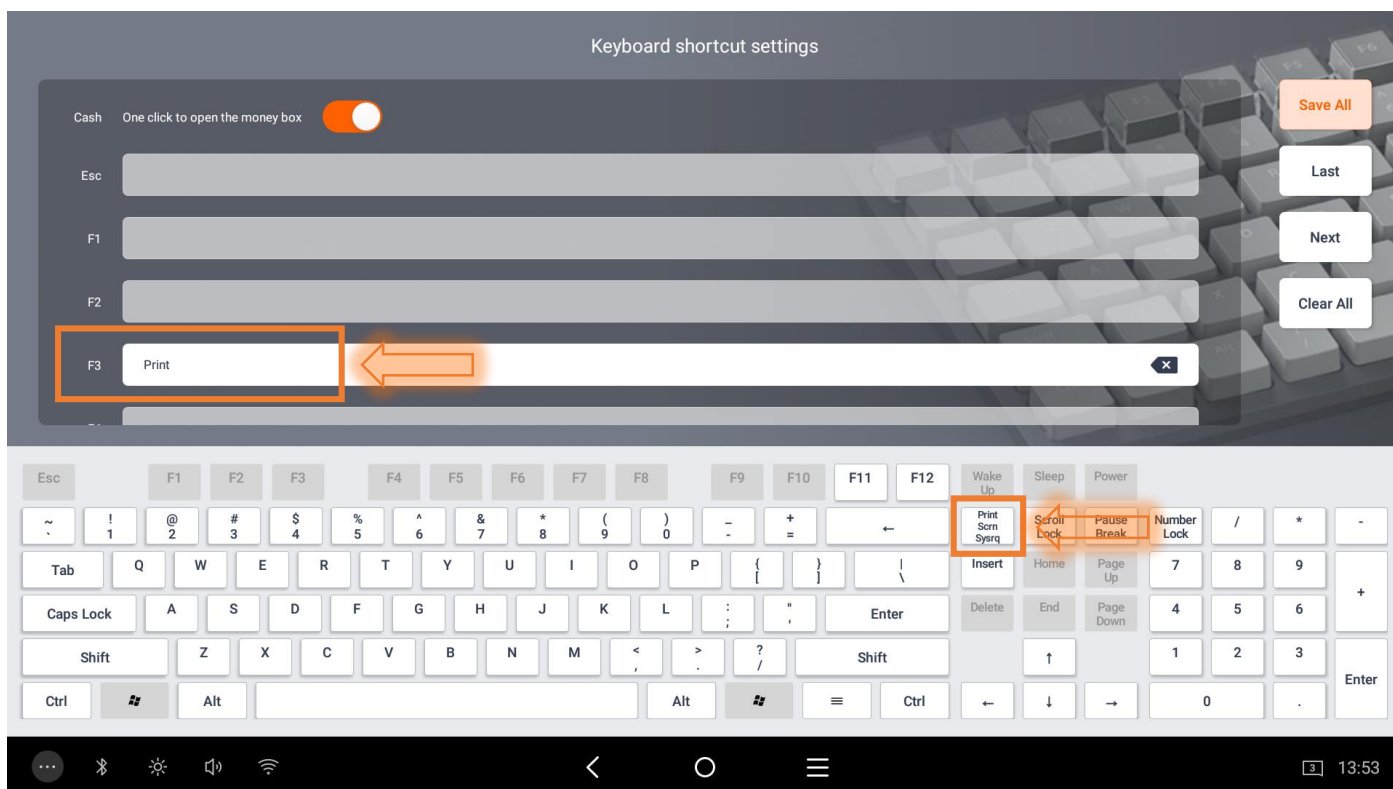 Keyboard shortcut settings
Cash One click to open the money box
Save All
Esc
Last
F1
Next
F2
Clear All
F3 Print
Esc F1 F2 F3 F4 F5 F6 F7 F8 F9 F10 F11 F12 Wake Up Sleep Power
~ ` ! 1 @ 2 # 3 $ 4 % 5 ^ 6 & 7 * 8 ( 9 ) 0 _ - + = ← Print Scrn Sysrq Scroll Lock Pause Break Number Lock / * -
Tab Q W E R T Y U I O P { [ } ] | \ Insert Home Page Up 7 8 9 +
Caps Lock A S D F G H J K L : ; " ' Enter Delete End Page Down 4 5 6
Shift Z X C V B N M < , > . ? / Shift ↑ 1 2 3 Enter
Ctrl Alt Alt Ctrl ← ↓ → 0 .
3 13:53